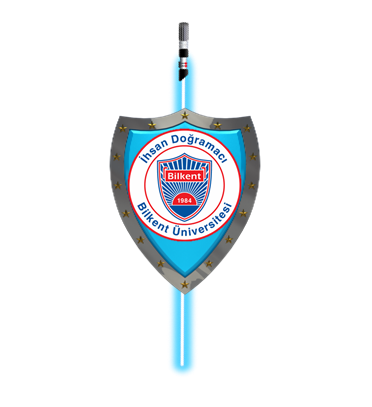 İhsan Doğramacı
Bilkent
1984
Bilkent Üniversitesi